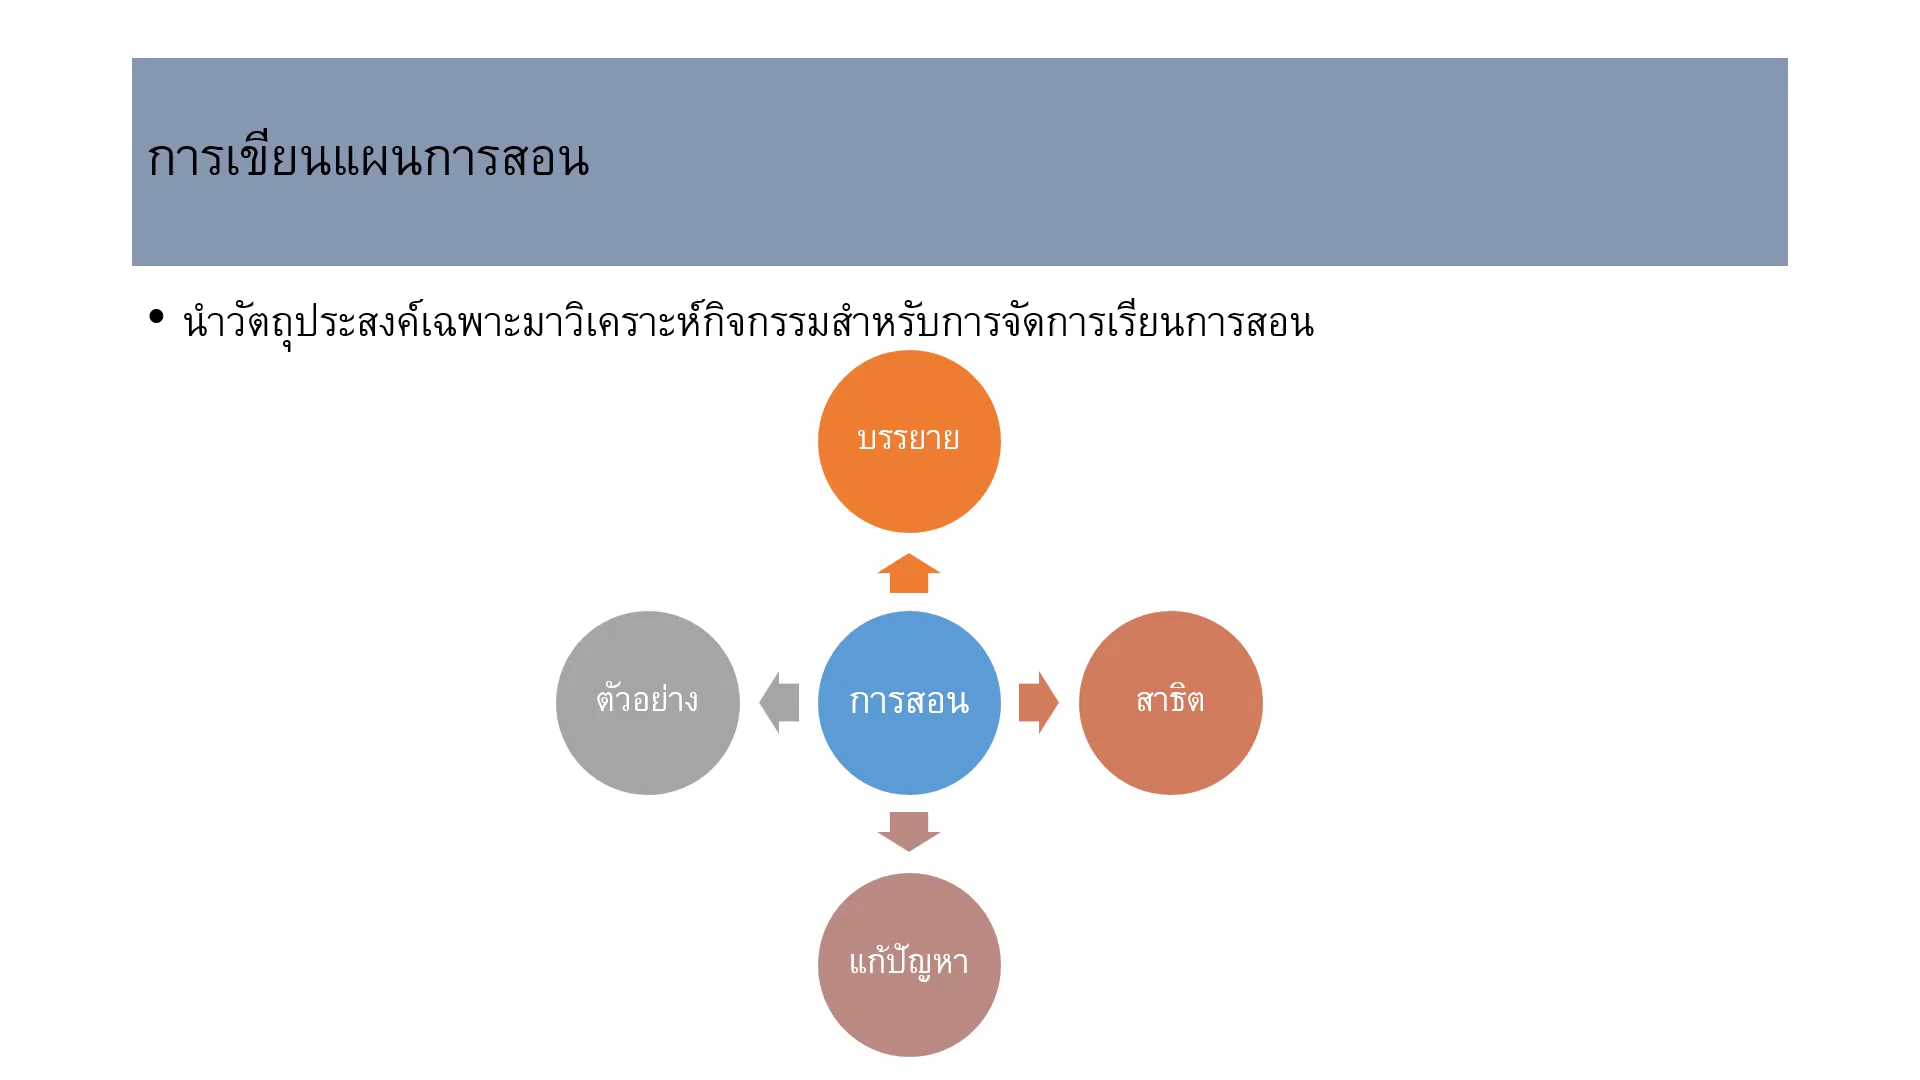 การเขียนแผนการสอน
• นำวัตถุประสงค์เฉพาะมาวิเคราะห์กิจกรรมสำหรับการจัดการเรียนการสอน
บรรยาย
ตัวอย่าง
การสอน
สาธิต
แก้ปัญหา